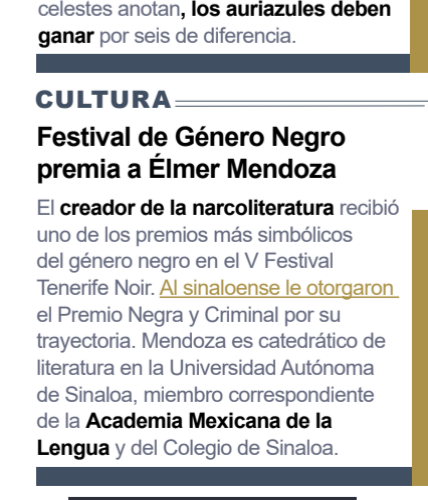 celestes anotan, los auriazules deben
ganar por seis de diferencia.
CULTURA
Festival de Género Negro
premia a Élmer Mendoza
El creador de la narcoliteratura recibió
uno de los premios más simbólicos
del género negro en el V Festival
Tenerife Noir. Al sinaloense le otorgaron
el Premio Negra y Criminal por su
trayectoria. Mendoza es catedrático de
literatura en la Universidad Autónoma
de Sinaloa, miembro correspondiente
de la Academia Mexicana de la
Lengua y del Colegio de Sinaloa.